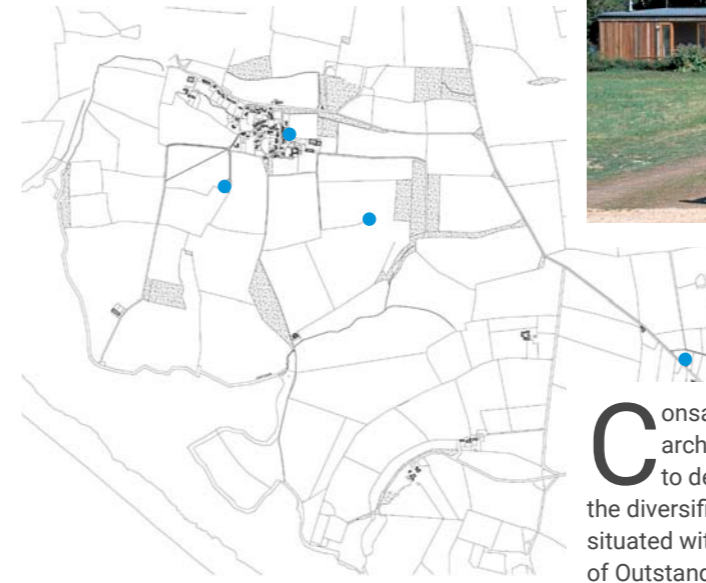 Consa
arch
to de
the diversifi
situated wit
of Outstand